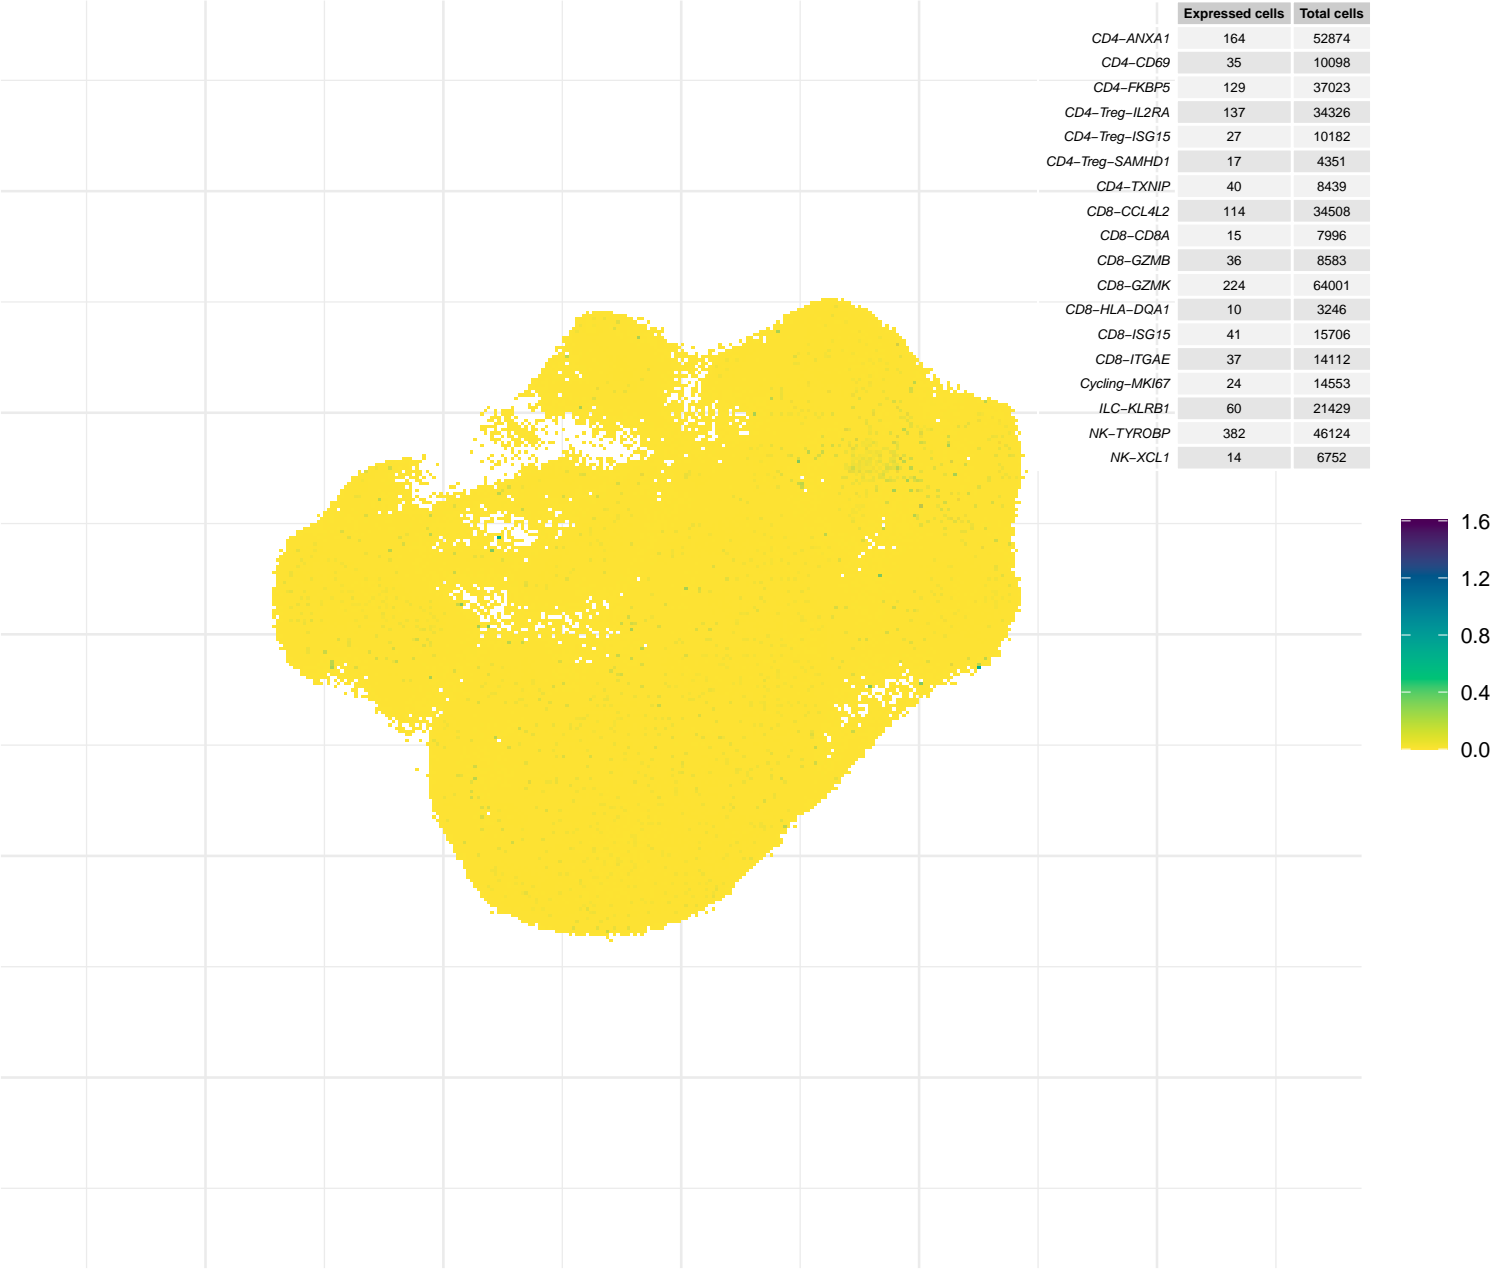 Expressed cells Total cells
CD4−ANXA1 164 52874
CD4−CD69 35 10098
CD4−FKBP5 129 37023
CD4−Treg−IL2RA 137 34326
CD4−Treg−ISG15 27 10182
CD4−Treg−SAMHD1 17 4351
CD4−TXNIP 40 8439
CD8−CCL4L2 114 34508
CD8−CD8A 15 7996
CD8−GZMB 36 8583
CD8−GZMK 224 64001
CD8−HLA−DQA1 10 3246
CD8−ISG15 41 15706
CD8−ITGAE 37 14112
Cycling−MKI67 24 14553
ILC−KLRB1 60 21429
NK−TYROBP 382 46124
NK−XCL1 14 6752
1.6
1.2
0.8
0.4
0.0